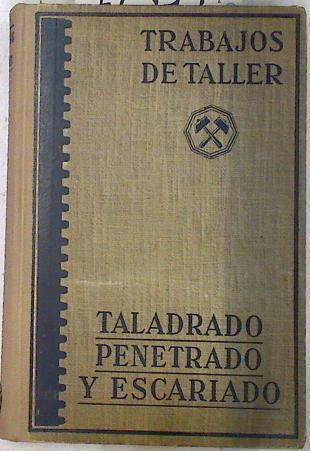 TRABAJOS
DE TALLER
TALADRADO
PENETRADO
Y ESCARIADO